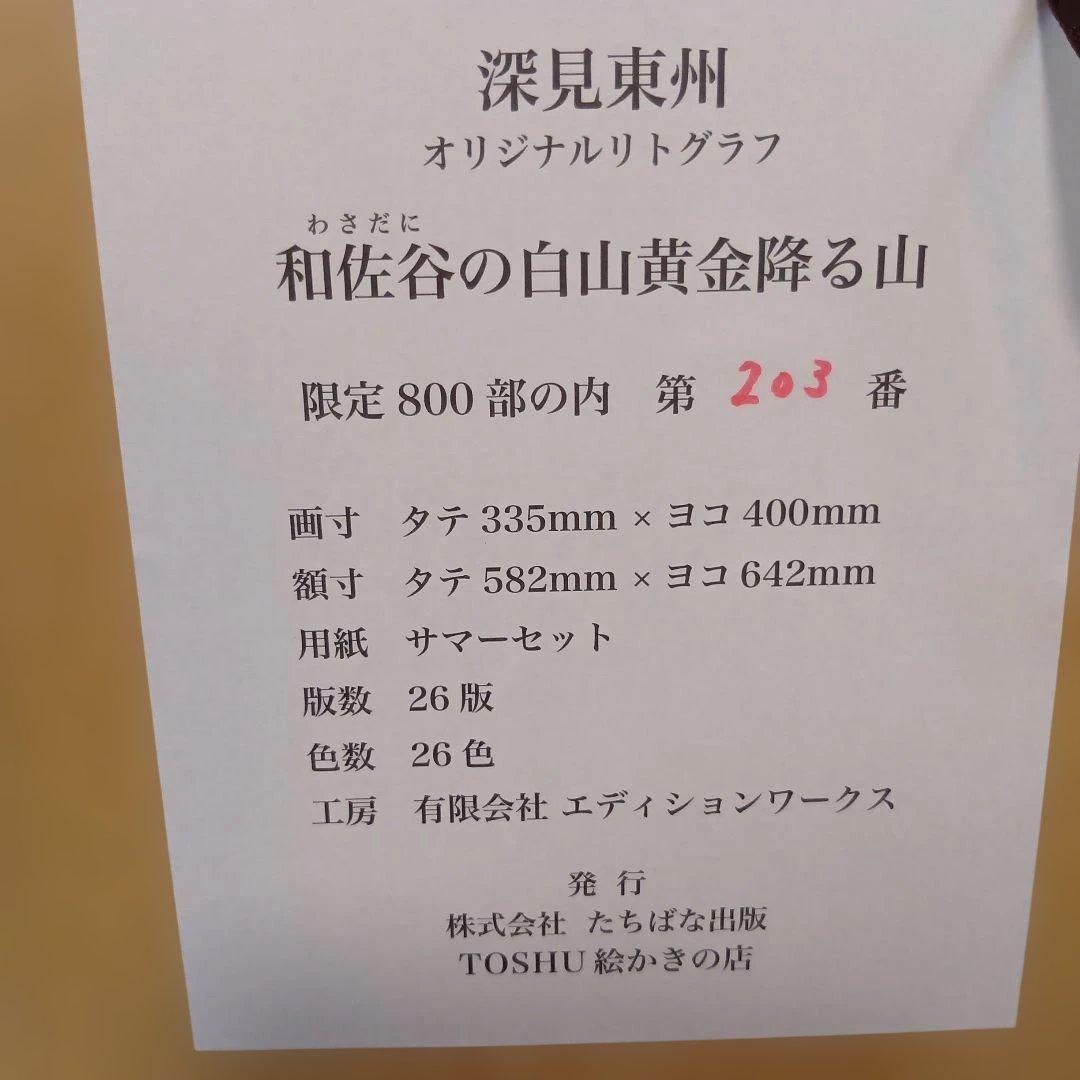 深見東州
オリジナルリトグラフ
わさだに
和佐谷の白山黄金降る山
限定800部の内 第 203 番
画寸 タテ335mm×ヨコ400mm
額寸 タテ582mm×ヨコ642mm
用紙 サマーセット
版数 26版
色数 26色
工房 有限会社 エディションワークス
発 行
株式会社 たちばな出版
TOSHU絵かきの店